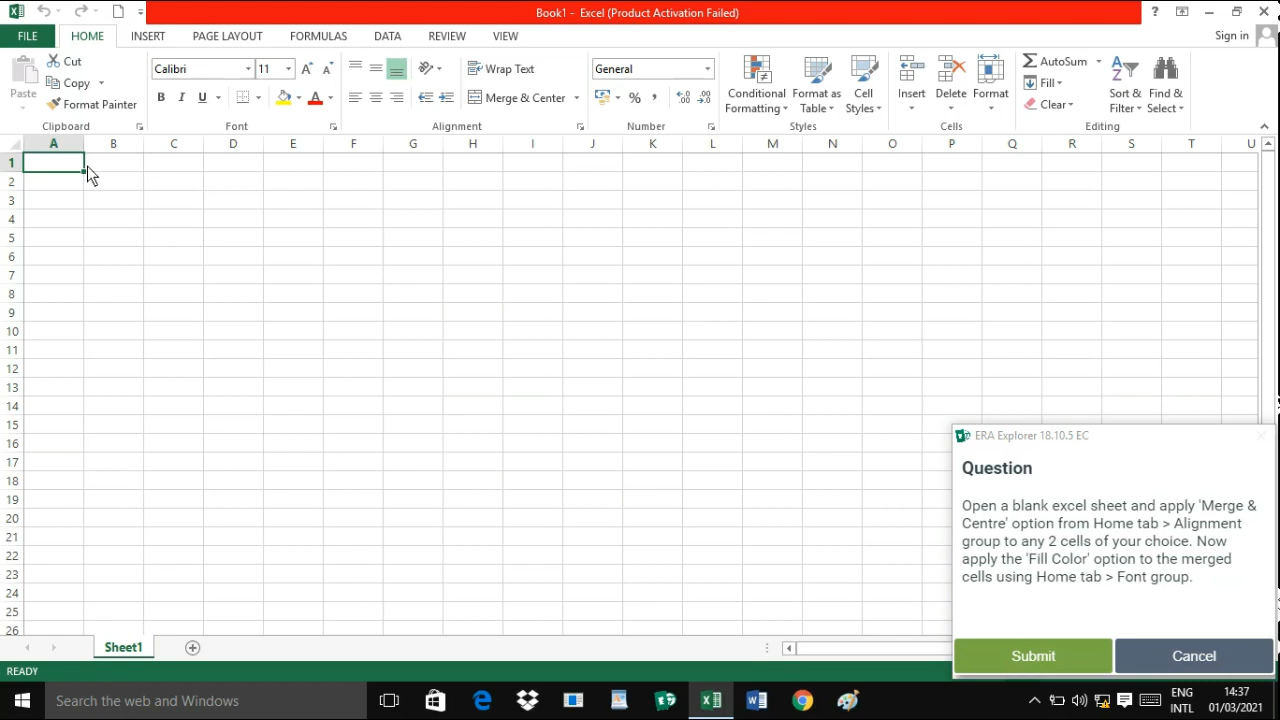 Book1 - Excel (Product Activation Failed)
?
FILE
HOME
INSERT
PAGE LAYOUT
FORMULAS
DATA
REVIEW
VIEW
Sign in
Paste
Cut
Copy
Format Painter
Clipboard
Calibri
11
B I U
Font
Wrap Text
Merge & Center
Alignment
General
%
Number
Conditional
Formatting
Format as
Table
Cell
Styles
Styles
Insert
Delete
Format
Cells
AutoSum
Fill
Clear
Sort &
Filter
Find &
Select
Editing
A B C D E F G H I J K L M N O P Q R S T U
1
2
3
4
5
6
7
8
9
10
11
12
13
14
15
16
17
18
19
20
21
22
23
24
25
26
ERA Explorer 18.10.5 EC
Question
Open a blank excel sheet and apply 'Merge &
Centre' option from Home tab > Alignment
group to any 2 cells of your choice. Now
apply the 'Fill Color' option to the merged
cells using Home tab > Font group.
Submit
Cancel
Sheet1
READY
Search the web and Windows
ENG
INTL
14:37
01/03/2021